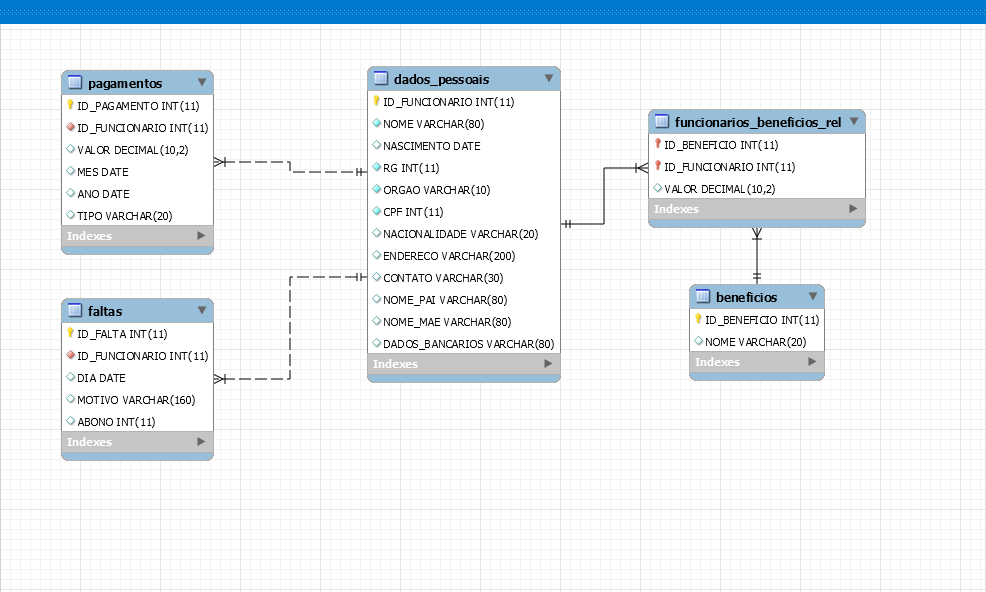 pagamentos
ID_PAGAMENTO INT(11)
ID_FUNCIONARIO INT(11)
VALOR DECIMAL(10,2)
MES DATE
ANO DATE
TIPO VARCHAR(20)
Indexes
faltas
ID_FALTA INT(11)
ID_FUNCIONARIO INT(11)
DIA DATE
MOTIVO VARCHAR(160)
ABONO INT(11)
Indexes
dados_pessoais
ID_FUNCIONARIO INT(11)
NOME VARCHAR(80)
NASCIMENTO DATE
RG INT(11)
ORGAO VARCHAR(10)
CPF INT(11)
NACIONALIDADE VARCHAR(20)
ENDERECO VARCHAR(200)
CONTATO VARCHAR(30)
NOME_PAI VARCHAR(80)
NOME_MAE VARCHAR(80)
DADOS_BANCARIOS VARCHAR(80)
Indexes
funcionarios_beneficios_rel
ID_BENEFICIO INT(11)
ID_FUNCIONARIO INT(11)
VALOR DECIMAL(10,2)
Indexes
beneficios
ID_BENEFICIO INT(11)
NOME VARCHAR(20)
Indexes